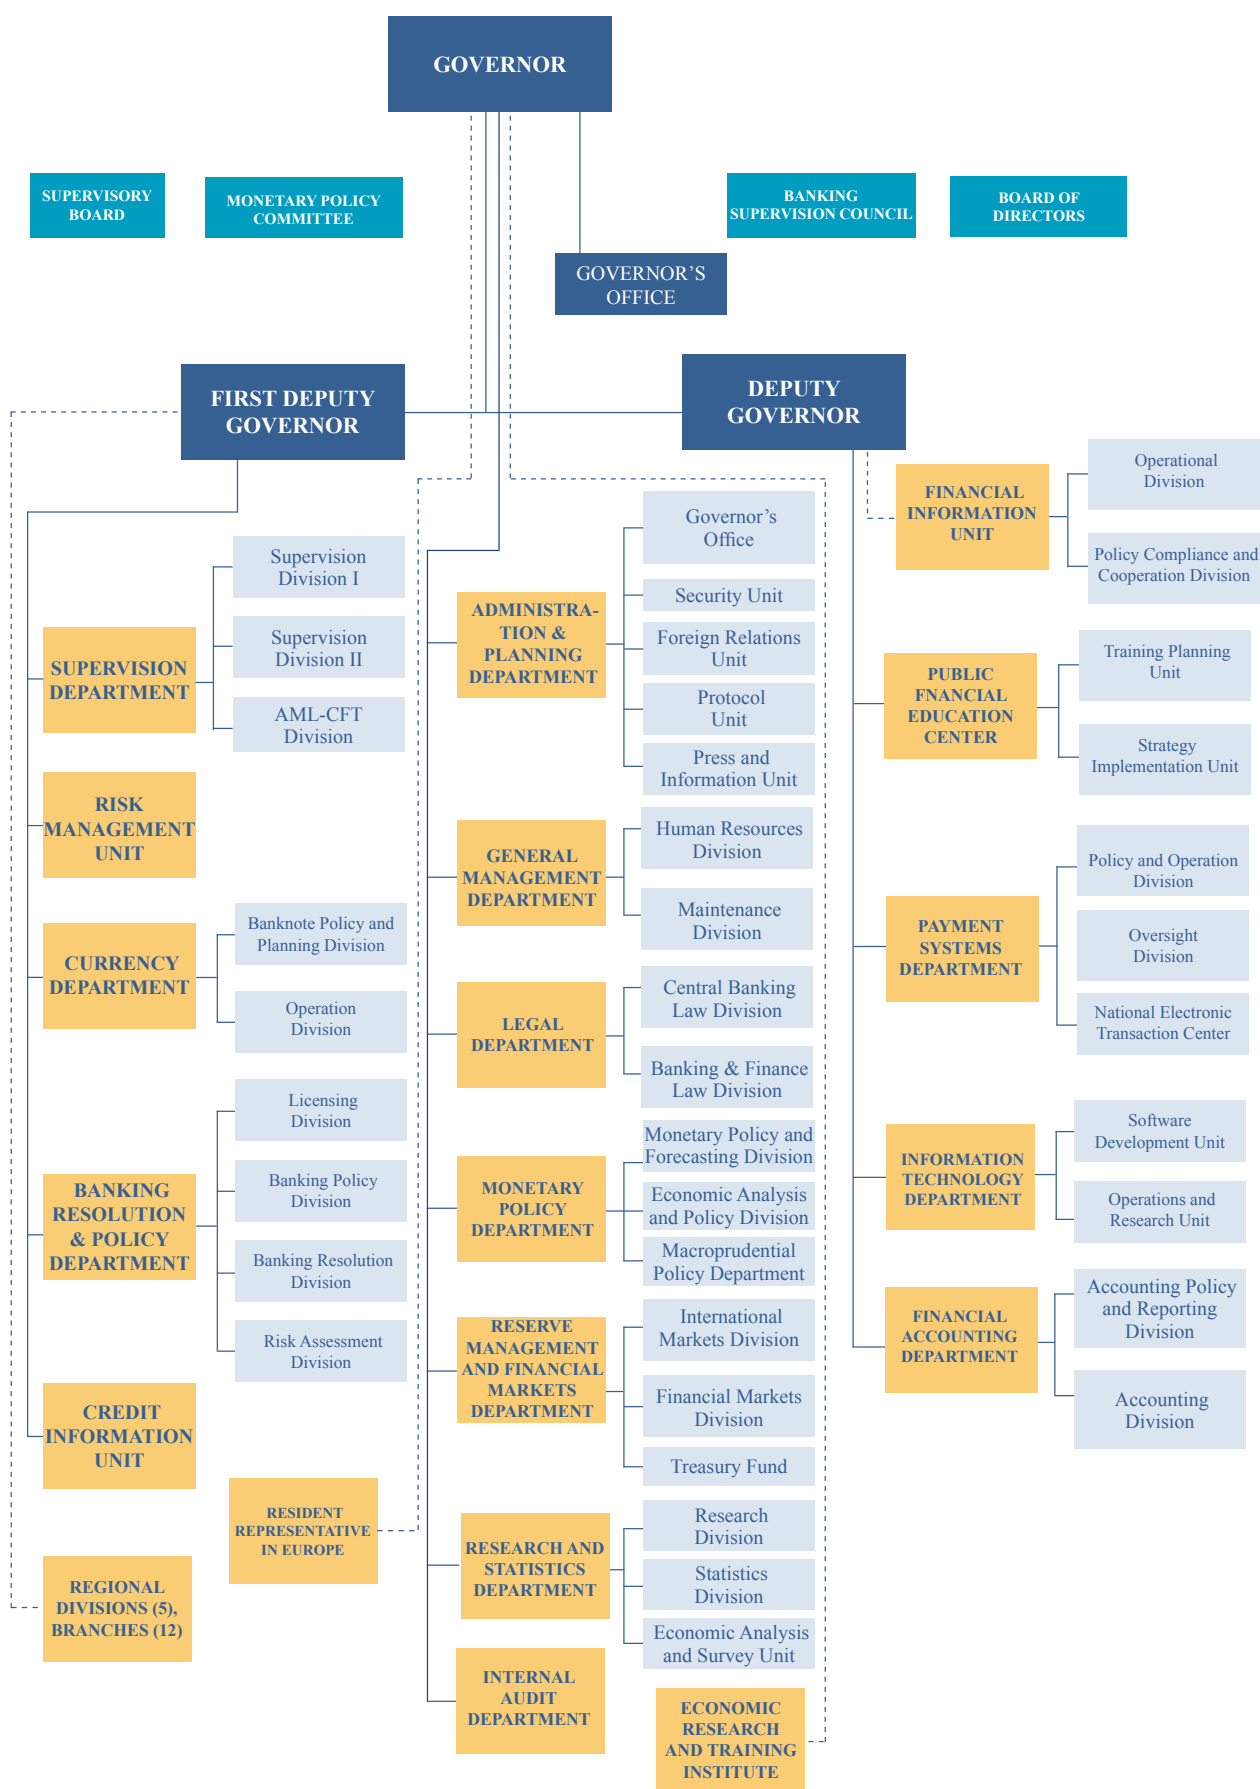 GOVERNOR
SUPERVISORY
BOARD
MONETARY POLICY
COMMITTEE
BANKING
SUPERVISION COUNCIL
BOARD OF
DIRECTORS
GOVERNOR’S
OFFICE
FIRST DEPUTY
GOVERNOR
DEPUTY
GOVERNOR
SUPERVISION
DEPARTMENT
Supervision
Division I
Supervision
Division II
AML-CFT
Division
RISK
MANAGEMENT
UNIT
CURRENCY
DEPARTMENT
Banknote Policy and
Planning Division
Operation
Division
BANKING
RESOLUTION
& POLICY
DEPARTMENT
Licensing
Division
Banking Policy
Division
Banking Resolution
Division
Risk Assessment
Division
CREDIT
INFORMATION
UNIT
REGIONAL
DIVISIONS (5),
BRANCHES (12)
RESIDENT
REPRESENTATIVE
IN EUROPE
ADMINISTRA-
TION &
PLANNING
DEPARTMENT
Governor’s
Office
Security Unit
Foreign Relations
Unit
Protocol
Unit
Press and
Information Unit
GENERAL
MANAGEMENT
DEPARTMENT
Human Resources
Division
Maintenance
Division
LEGAL
DEPARTMENT
Central Banking
Law Division
Banking & Finance
Law Division
MONETARY
POLICY
DEPARTMENT
Monetary Policy and
Forecasting Division
Economic Analysis
and Policy Division
Macroprudential
Policy Department
RESERVE
MANAGEMENT
AND FINANCIAL
MARKETS
DEPARTMENT
International
Markets Division
Financial Markets
Division
Treasury Fund
RESEARCH AND
STATISTICS
DEPARTMENT
Research
Division
Statistics
Division
Economic Analysis
and Survey Unit
INTERNAL
AUDIT
DEPARTMENT
ECONOMIC
RESEARCH
AND TRAINING
INSTITUTE
FINANCIAL
INFORMATION
UNIT
Operational
Division
Policy Compliance and
Cooperation Division
PUBLIC
FNANCIAL
EDUCATION
CENTER
Training Planning
Unit
Strategy
Implementation Unit
PAYMENT
SYSTEMS
DEPARTMENT
Policy and Operation
Division
Oversight
Division
National Electronic
Transaction Center
INFORMATION
TECHNOLOGY
DEPARTMENT
Software
Development Unit
Operations and
Research Unit
FINANCIAL
ACCOUNTING
DEPARTMENT
Accounting Policy
and Reporting
Division
Accounting
Division